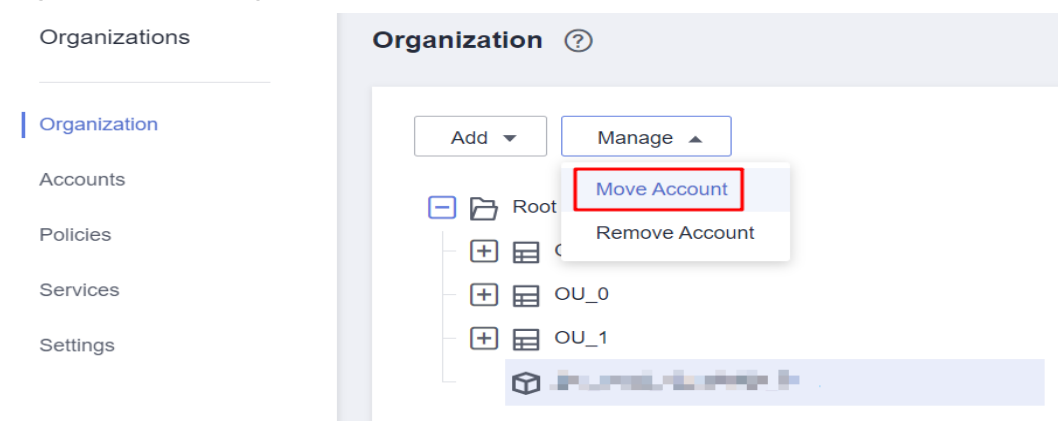 Organizations
Organization
Organization
Accounts
Policies
Services
Settings
Add
Manage
Move Account
Remove Account
Root
OU_0
OU_1